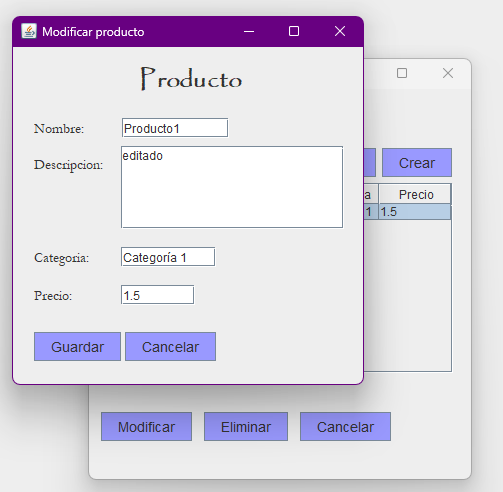 Modificar producto
Producto
Nombre: Producto1
Descripcion: editado
Categoria: Categoría 1
Precio: 1.5
Guardar Cancelar
Crear
a Precio
1 1.5
Modificar Eliminar Cancelar